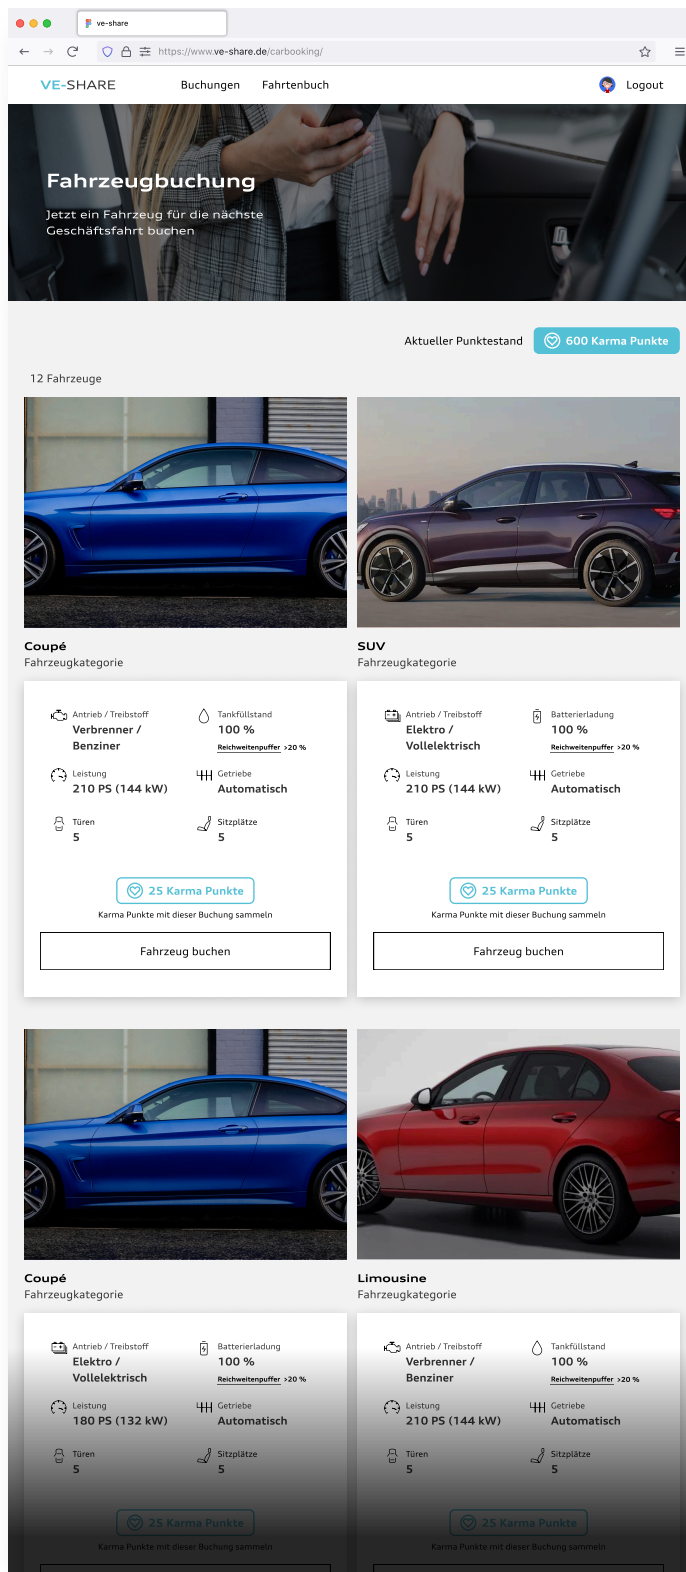 ve-share
https://www.ve-share.de/carbooking/
VE-SHARE
Buchungen
Fahrtenbuch
Logout
Fahrzeugbuchung
Jetzt ein Fahrzeug für die nächste
Geschäftsfahrt buchen
Aktueller Punktestand
600 Karma Punkte
12 Fahrzeuge
Coupé
Fahrzeugkategorie
Antrieb / Treibstoff
Verbrenner /
Benziner
Tankfüllstand
100 %
Reichweitenpuffer >20 %
Leistung
210 PS (144 kW)
Getriebe
Automatisch
Türen
5
Sitzplätze
5
25 Karma Punkte
Karma Punkte mit dieser Buchung sammeln
Fahrzeug buchen
SUV
Fahrzeugkategorie
Antrieb / Treibstoff
Elektro /
Vollelektrisch
Batterieladung
100 %
Reichweitenpuffer >20 %
Leistung
210 PS (144 kW)
Getriebe
Automatisch
Türen
5
Sitzplätze
5
25 Karma Punkte
Karma Punkte mit dieser Buchung sammeln
Fahrzeug buchen
Coupé
Fahrzeugkategorie
Antrieb / Treibstoff
Elektro /
Vollelektrisch
Batterieladung
100 %
Reichweitenpuffer >20 %
Leistung
180 PS (132 kW)
Getriebe
Automatisch
Türen
5
Sitzplätze
5
25 Karma Punkte
Karma Punkte mit dieser Buchung sammeln
Limousine
Fahrzeugkategorie
Antrieb / Treibstoff
Verbrenner /
Benziner
Tankfüllstand
100 %
Reichweitenpuffer >20 %
Leistung
210 PS (144 kW)
Getriebe
Automatisch
Türen
5
Sitzplätze
5
25 Karma Punkte
Karma Punkte mit dieser Buchung sammeln